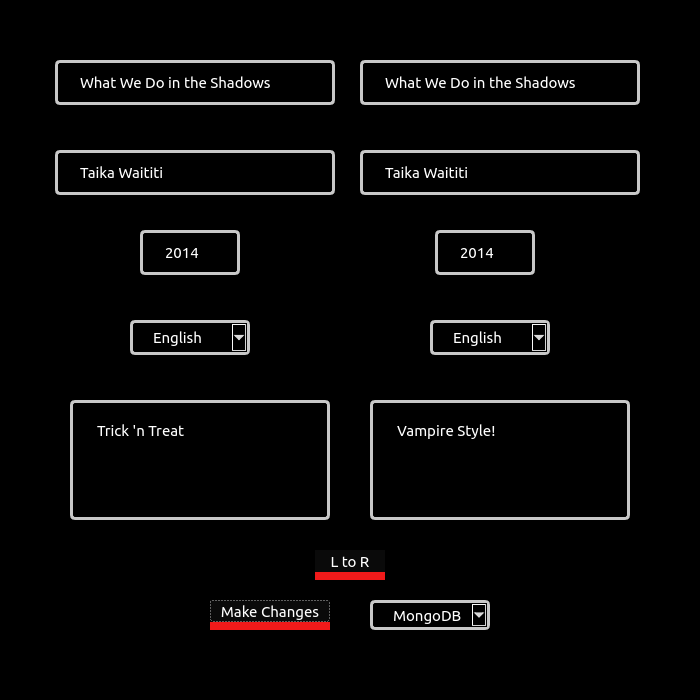 What We Do in the Shadows
What We Do in the Shadows
Taika Waititi
Taika Waititi
2014
2014
English
English
Trick 'n Treat
Vampire Style!
L to R
Make Changes
MongoDB